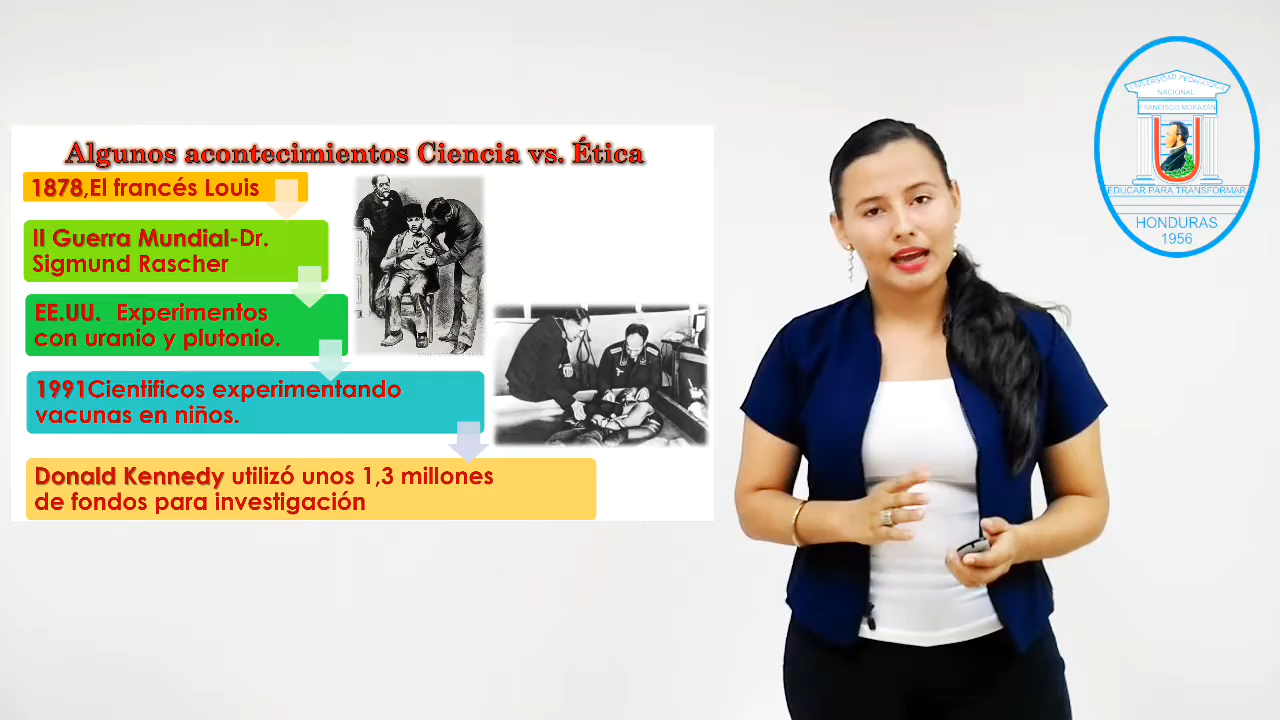 Algunos acontecimientos Ciencia vs. Ética
1878,El francés Louis
II Guerra Mundial-Dr.
Sigmund Rascher
EE.UU.  Experimentos
con uranio y plutonio.
1991Cientificos experimentando
vacunas en niños.
Donald Kennedy utilizó unos 1,3 millones
de fondos para investigación
UNIVERSIDAD PEDAGOGICA
NACIONAL
FRANCISCO MORAZÁN
EDUCAR PARA TRANSFORMAR
HONDURAS
1956